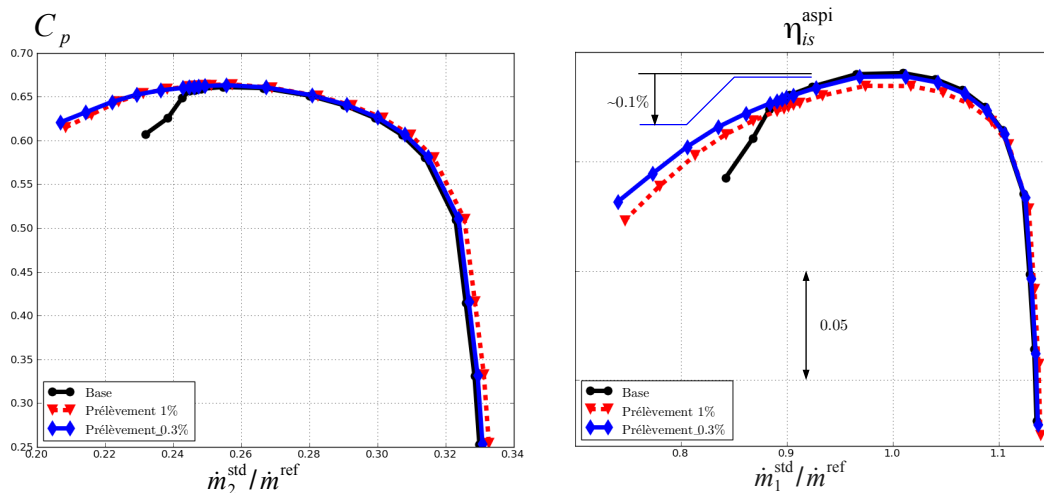 C_p
0.70
0.65
0.60
0.55
0.50
0.45
0.40
0.35
0.30
0.25
0.20
0.22
0.24
0.26
0.28
0.30
0.32
0.34
Base
Prélèvement 1%
Prélèvement_0.3%
ṁ₂^std/ṁ^ref
η_is^aspi
~0.1%
0.05
Base
Prélèvement 1%
Prélèvement_0.3%
0.8
0.9
1.0
1.1
ṁ₁^std/ṁ^ref